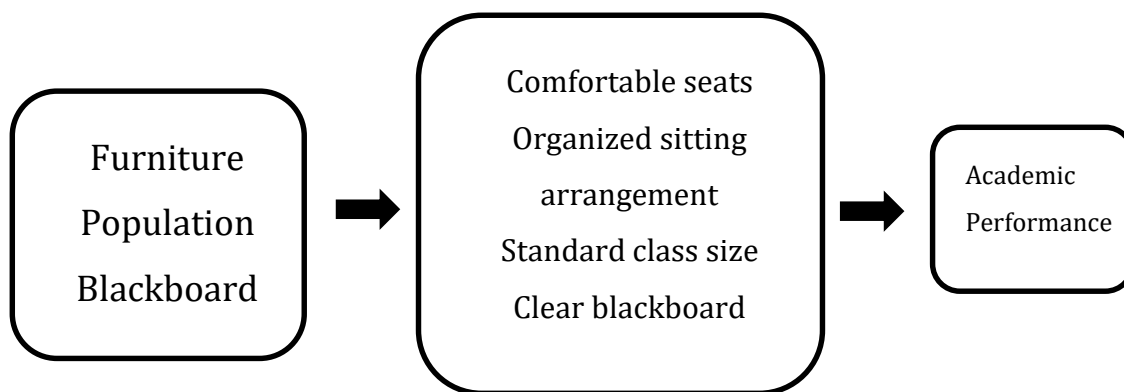 Furniture
Population
Blackboard
Comfortable seats
Organized sitting
arrangement
Standard class size
Clear blackboard
Academic
Performance